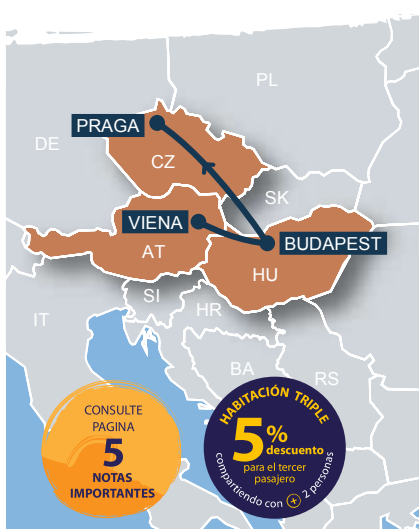 PL
PRAGA
DE
CZ
SK
VIENA
BUDAPEST
AT
HU
SI
HR
IT
BA
RS
CONSULTE
PAGINA
5
NOTAS
IMPORTANTES
HABITACIÓN TRIPLE
5%
descuento
para el tercer
pasajero
compartiendo con + 2 personas